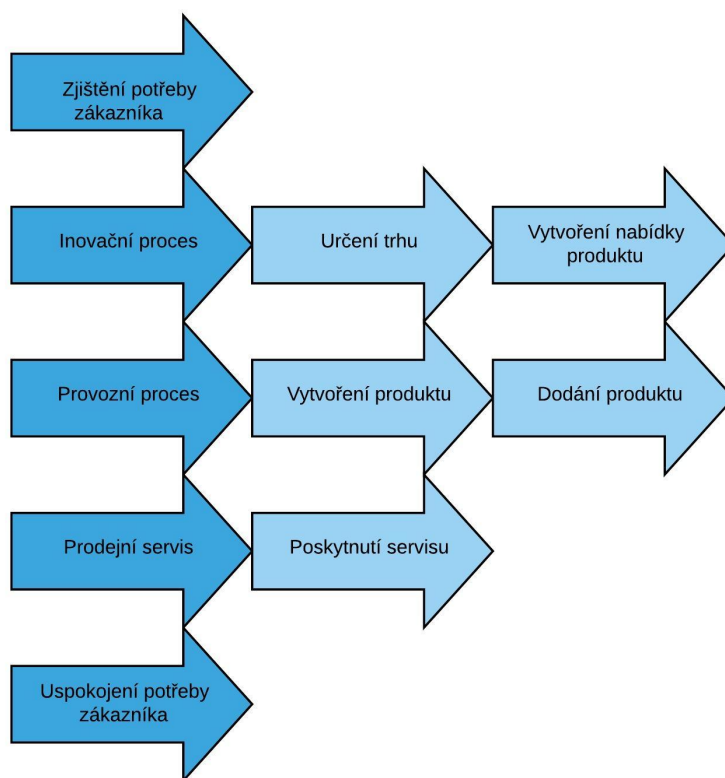 Zjištění potřeby
zákazníka
Inovační proces
Určení trhu
Vytvoření nabídky
produktu
Provozní proces
Vytvoření produktu
Dodání produktu
Prodejní servis
Poskytnutí servisu
Uspokojení potřeby
zákazníka